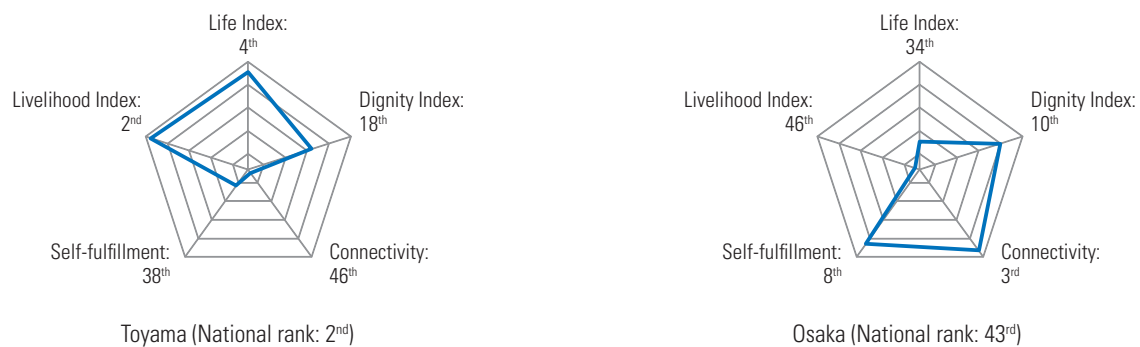 Life Index:
4th
Livelihood Index:
2nd
Dignity Index:
18th
Self-fulfillment:
38th
Connectivity:
46th
Toyama (National rank: 2nd)
Life Index:
34th
Livelihood Index:
46th
Dignity Index:
10th
Self-fulfillment:
8th
Connectivity:
3rd
Osaka (National rank: 43rd)